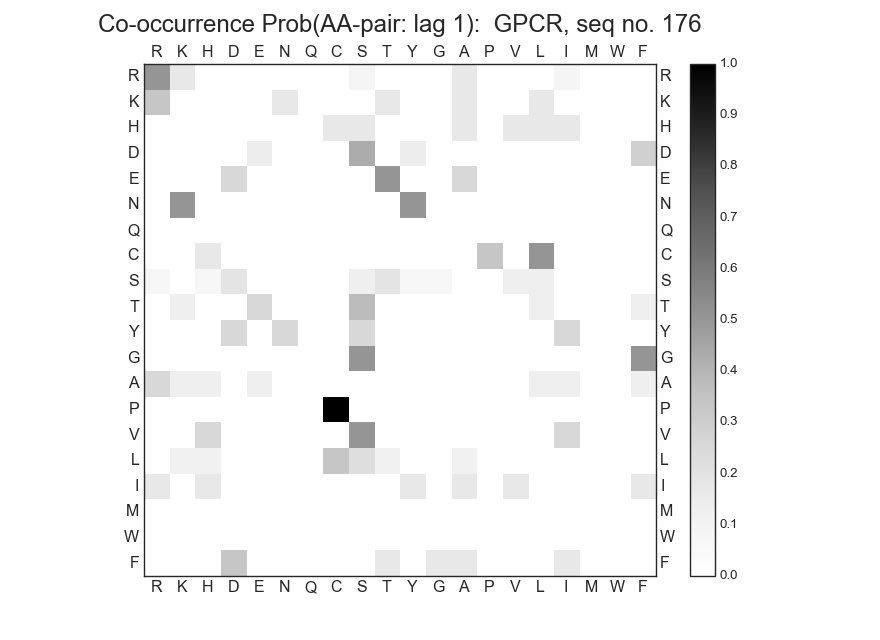 Co-occurrence Prob(AA-pair: lag 1):  GPCR, seq no. 176
R K H D E N Q C S T Y G A P V L I M W F
R R 1.0
K K 0.9
H H
D D 0.8
E E
N N 0.7
Q Q 0.6
C C
S S 0.5
T T
Y Y
G G 0.4
A A
P P 0.3
V V
L L 0.2
I I
M M 0.1
W W
F F 0.0
R K H D E N Q C S T Y G A P V L I M W F